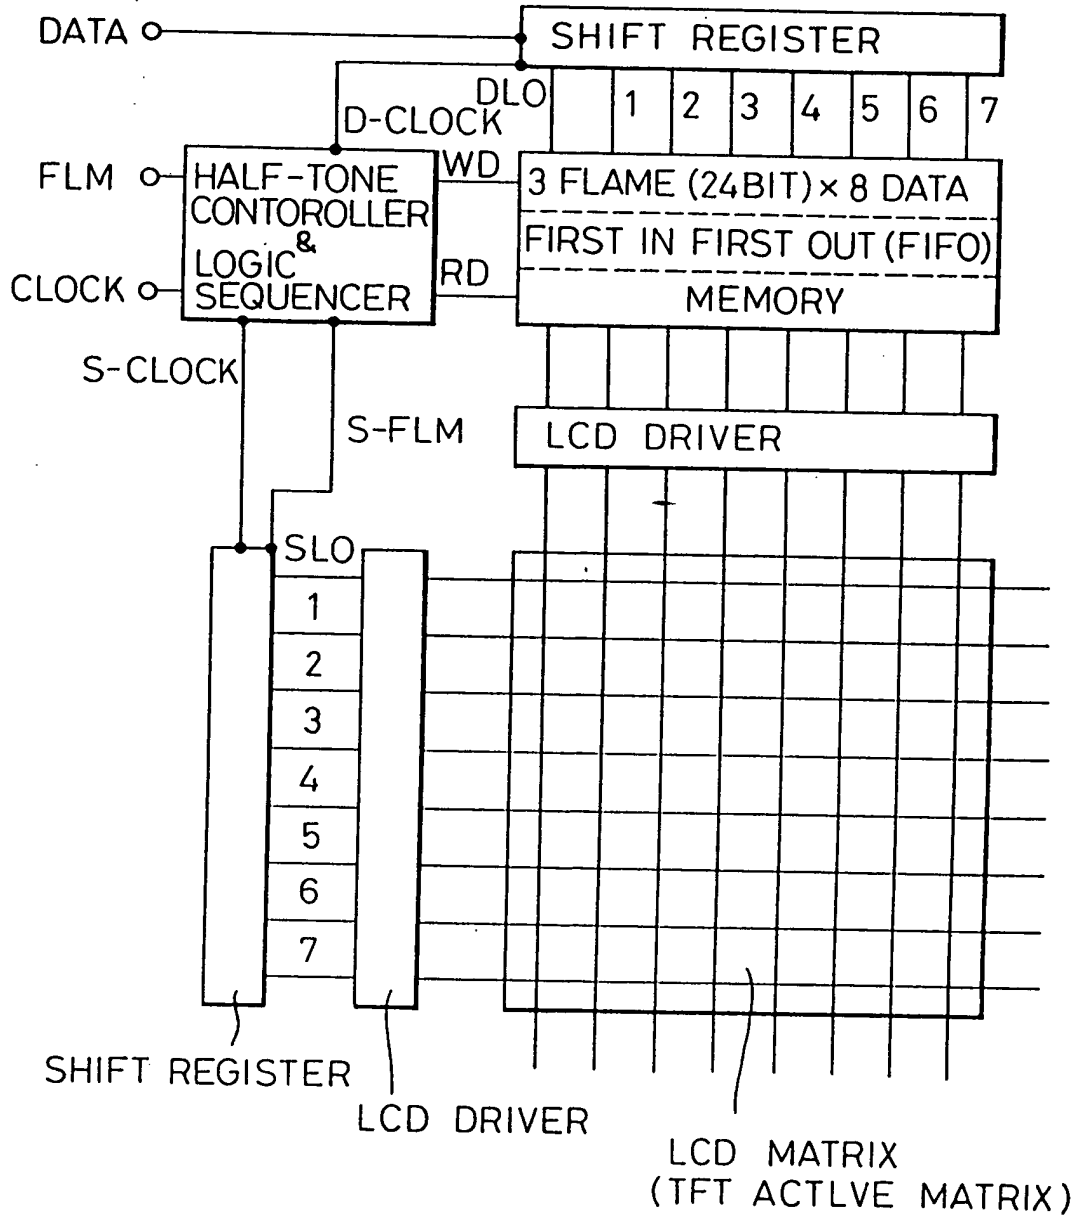 DATA
SHIFT REGISTER
DLO
1
2
3
4
5
6
7
D-CLOCK
FLM
HALF-TONE
CONTOROLLER
&
LOGIC
SEQUENCER
WD
3 FLAME (24BIT)×8 DATA
FIRST IN FIRST OUT (FIFO)
CLOCK
RD
MEMORY
S-CLOCK
S-FLM
LCD DRIVER
SLO
1
2
3
4
5
6
7
SHIFT REGISTER
LCD DRIVER
LCD MATRIX
(TFT ACTLVE MATRIX)